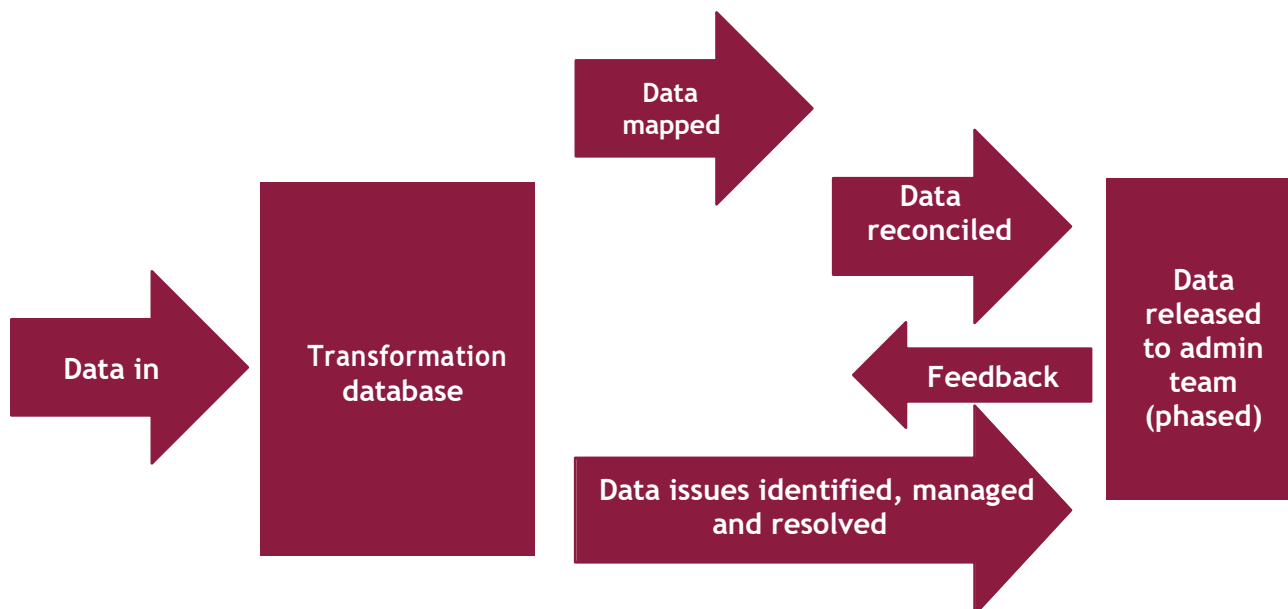 Data
mapped
Data
reconciled
Data in
Transformation
database
Data
released
to admin
team
(phased)
Feedback
Data issues identified, managed
and resolved